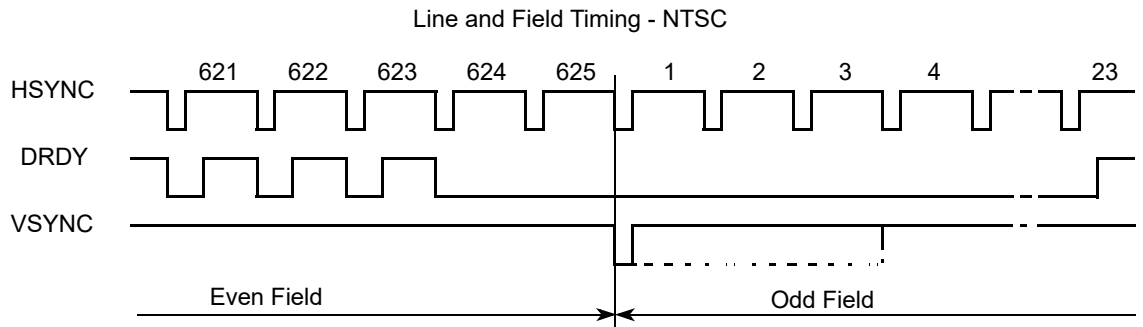 Line and Field Timing - NTSC
621 622 623 624 625 1 2 3 4 23
HSYNC
DRDY
VSYNC
Even Field Odd Field